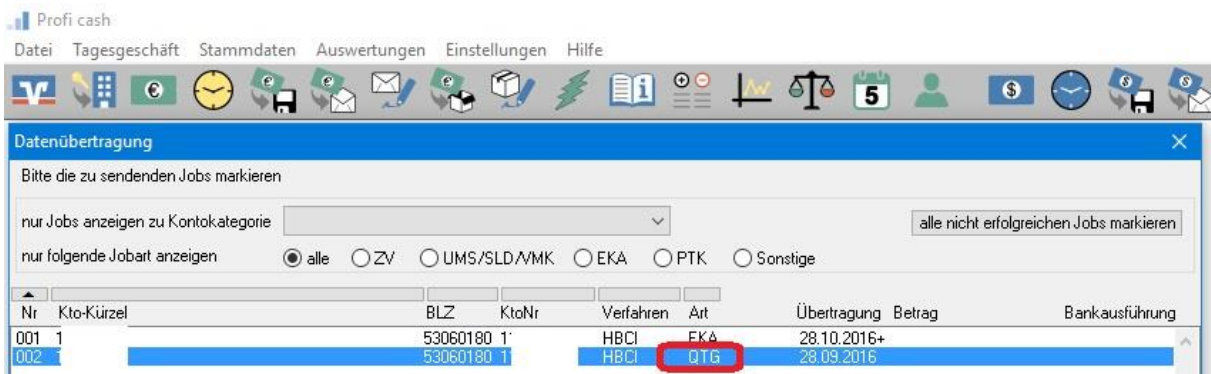 Profi cash
Datei Tagesgeschäft Stammdaten Auswertungen Einstellungen Hilfe
5 $
Datenübertragung
Bitte die zu sendenden Jobs markieren
nur Jobs anzeigen zu Kontokategorie alle nicht erfolgreichen Jobs markieren
nur folgende Jobart anzeigen alle ZV UMS/SLD/VMK EKA PTK Sonstige
Nr Kto-Kürzel BLZ KtoNr Verfahren Art Übertragung Betrag Bankausführung
001 1 53060180 1 HBCI EKA 28.10.2016+
002 1 53060180 1 HBCI QTG 28.09.2016